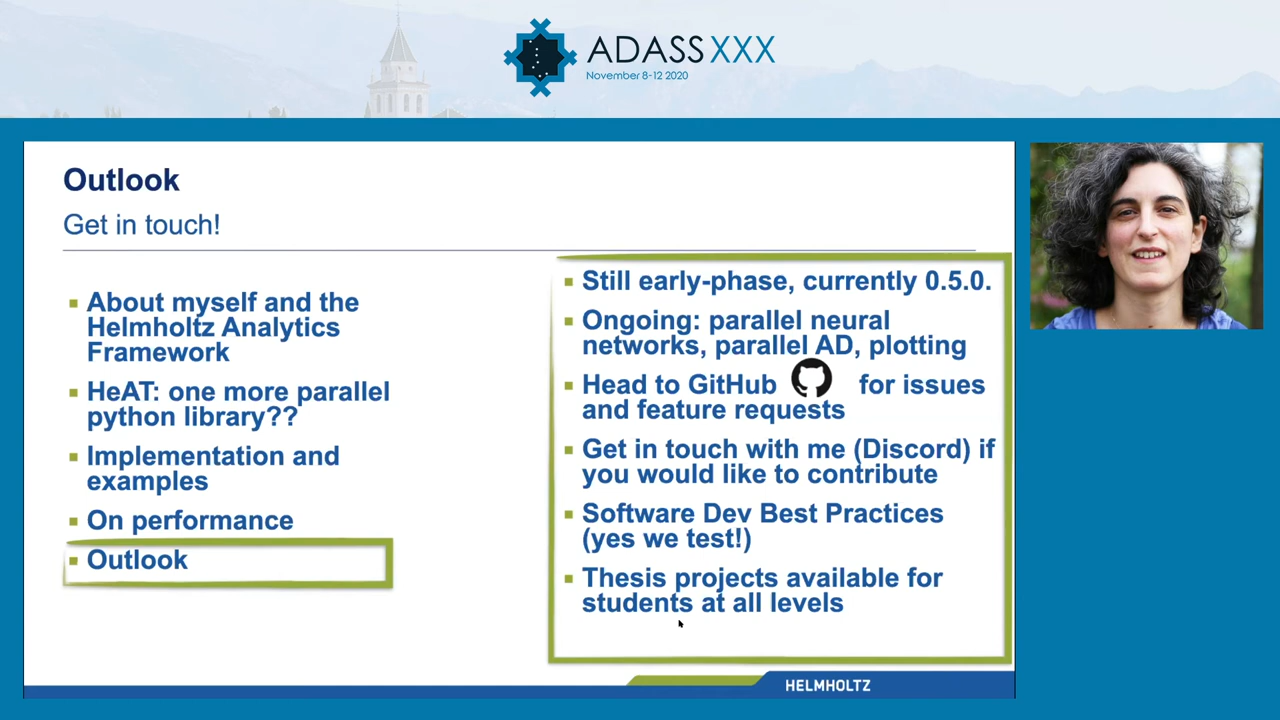 ADASS XXX
November 8-12 2020
Outlook
Get in touch!
About myself and the
Helmholtz Analytics
Framework
HeAT: one more parallel
python library??
Implementation and
examples
On performance
Outlook
Still early-phase, currently 0.5.0.
Ongoing: parallel neural
networks, parallel AD, plotting
Head to GitHub for issues
and feature requests
Get in touch with me (Discord) if
you would like to contribute
Software Dev Best Practices
(yes we test!)
Thesis projects available for
students at all levels
HELMHOLTZ